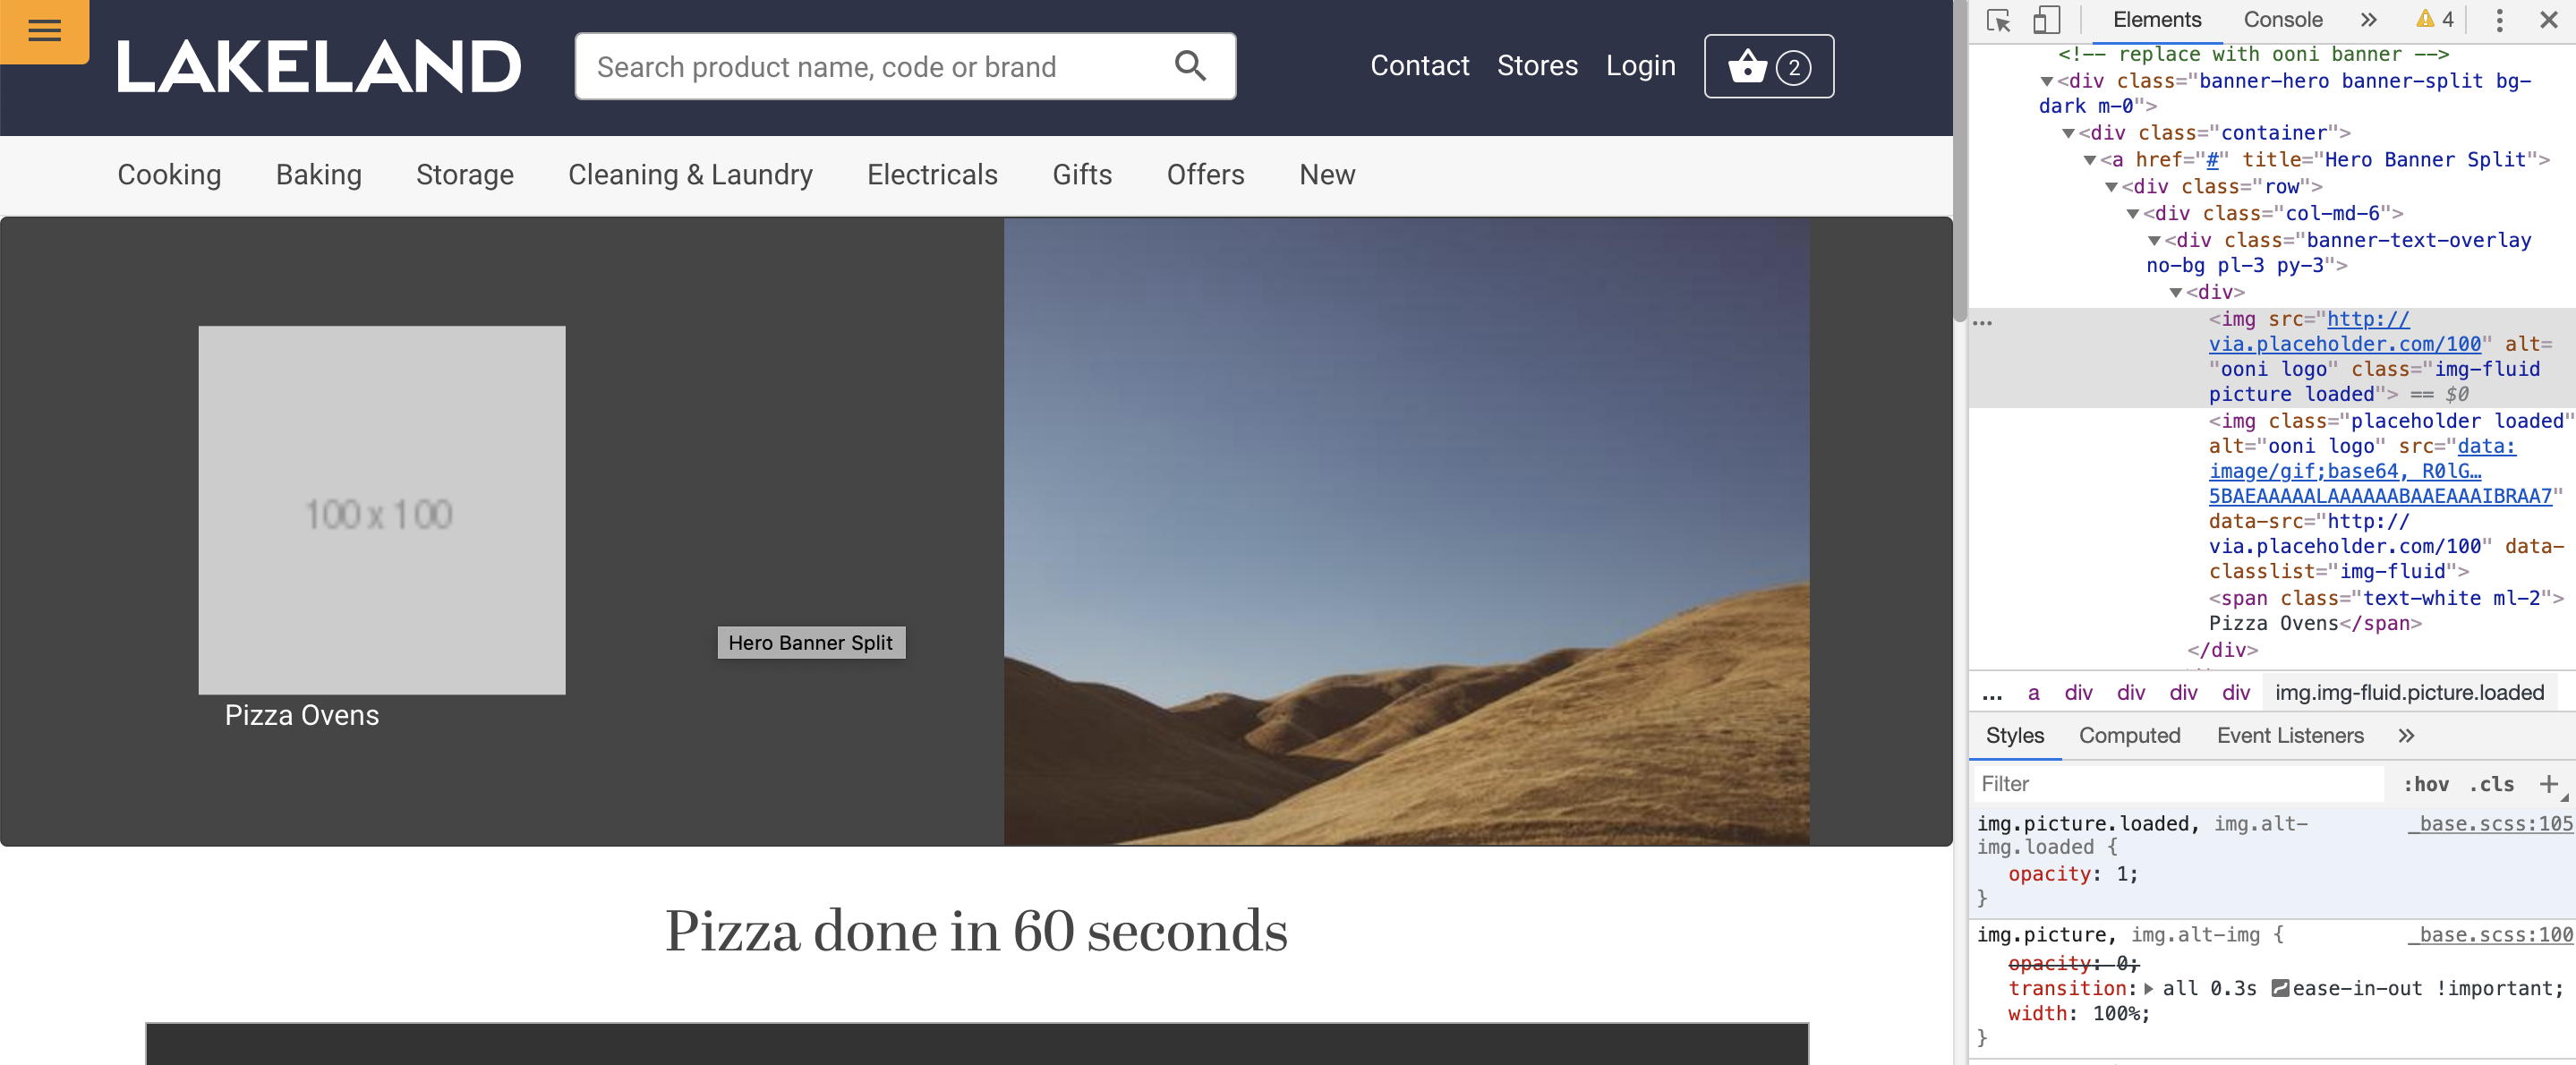 LAKELAND
Search product name, code or brand
Contact Stores Login 2
Cooking Baking Storage Cleaning & Laundry Electricals Gifts Offers New
100 x 100
Hero Banner Split
Pizza Ovens
Pizza done in 60 seconds
Elements Console » 4
<!-- replace with ooni banner -->
<div class="banner-hero banner-split bg-
dark m-0">
<div class="container">
<a href="#" title="Hero Banner Split">
<div class="row">
<div class="col-md-6">
<div class="banner-text-overlay
no-bg pl-3 py-3">
<div>
<img src="http://
via.placeholder.com/100" alt=
"ooni logo" class="img-fluid
picture loaded"> == $0
<img class="placeholder loaded"
alt="ooni logo" src="data:
image/gif;base64, R0lG…
5BAEAAAAALAAAAAABAAEAAAIBRAA7"
data-src="http://
via.placeholder.com/100" data-
classlist="img-fluid">
<span class="text-white ml-2">
Pizza Ovens</span>
</div>
... a div div div div img.img-fluid.picture.loaded
Styles Computed Event Listeners »
Filter :hov .cls +
img.picture.loaded, img.alt- _base.scss:105
img.loaded {
opacity: 1;
}
img.picture, img.alt-img { _base.scss:100
opacity: 0;
transition: all 0.3s ease-in-out !important;
width: 100%;
}